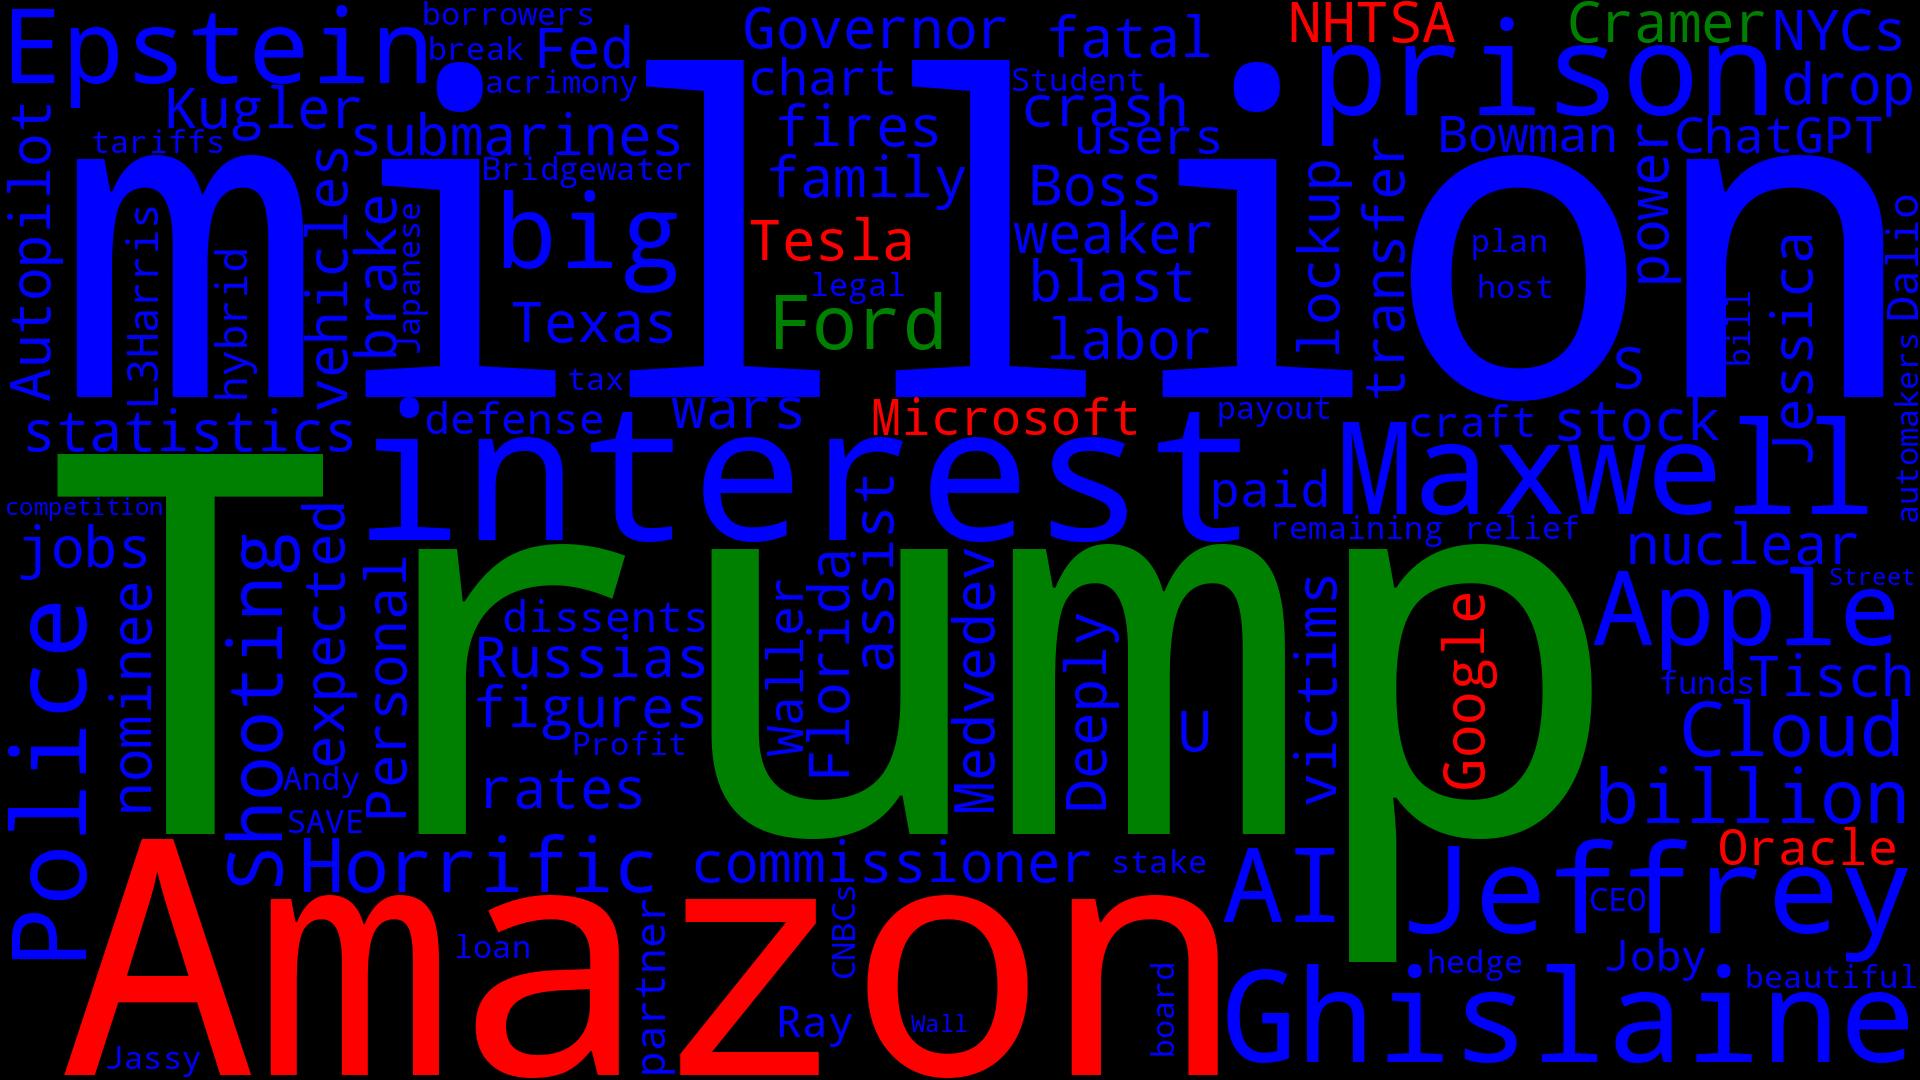 Epstein
borrowers
break
Fed
acrimony
Governor
chart
fatal
NHTSA
prison
Cramer
NYCs
drop
Student
crash
users
Kugler
tariffs
submarines
Bridgewater
fires
family
Bowman
ChatGPT
Autopilot
million
L3Harris
hybrid
vehicles
brake
Japanese
big
Texas
Tesla
legal
Ford
Boss
weaker
blast
labor
lockup
transfer
plan
host
power
S
bill
Jessica
Dalio
automakers
tax
statistics
defense
wars
Microsoft
payout
craft
stock
interest
paid
Maxwell
competition
jobs
remaining
relief
nuclear
Street
Trump
Police
nominee
Shooting
expected
Personal
dissents
Russias
figures
Profit
rates
Waller
Florida
assist
Medvedev
Deeply
U
victims
Google
Apple
funds
Tisch
Cloud
billion
Andy
SAVE
Horrific
commissioner
stake
AI
Jeffrey
CEO
Oracle
Amazon
loan
partner
CNBCs
Ray
Wall
board
hedge
Joby
beautiful
Ghislaine
Jassy